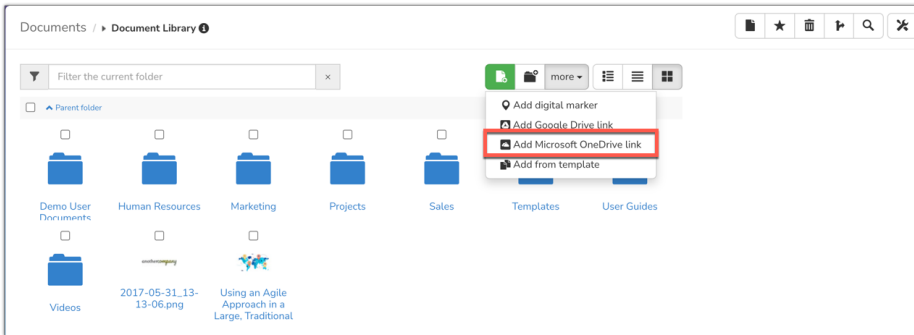 Documents / ▸ Document Library
Filter the current folder ×
more
Parent folder
Add digital marker
Add Google Drive link
Add Microsoft OneDrive link
Add from template
Demo User Documents
Human Resources
Marketing
Projects
Sales
Templates
User Guides
Videos
2017-05-31_13-
13-06.png
Using an Agile
Approach in a
Large, Traditional